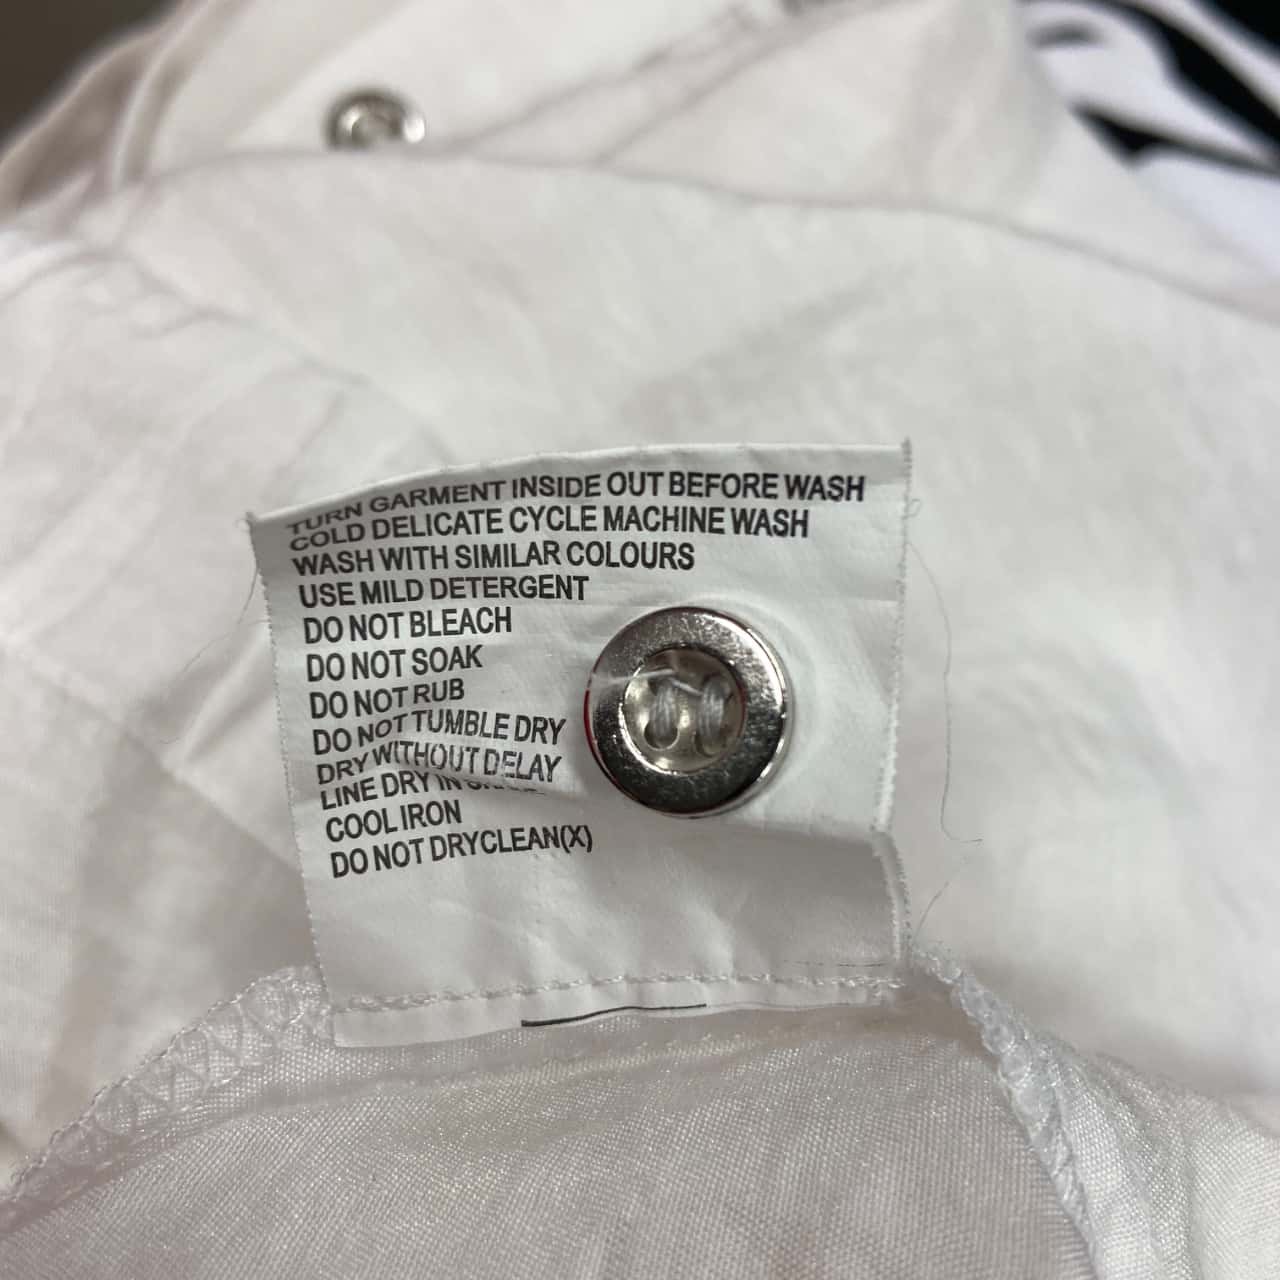 TURN GARMENT INSIDE OUT BEFORE WASH
COLD DELICATE CYCLE MACHINE WASH
WASH WITH SIMILAR COLOURS
USE MILD DETERGENT
DO NOT BLEACH
DO NOT SOAK
DO NOT RUB
DO NOT TUMBLE DRY
DRY WITHOUT DELAY
LINE DRY IN
COOL IRON
DO NOT DRYCLEAN(X)